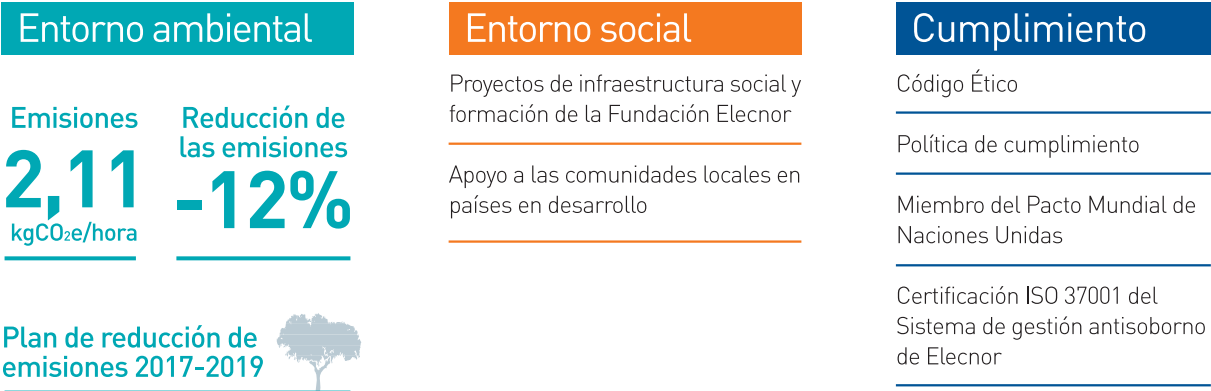 Entorno ambiental
Emisiones
2,11
kgCO2e/hora
Reducción de
las emisiones
-12%
Plan de reducción de
emisiones 2017-2019
Entorno social
Proyectos de infraestructura social y
formación de la Fundación Elecnor
Apoyo a las comunidades locales en
países en desarrollo
Cumplimiento
Código Ético
Política de cumplimiento
Miembro del Pacto Mundial de
Naciones Unidas
Certificación ISO 37001 del
Sistema de gestión antisoborno
de Elecnor